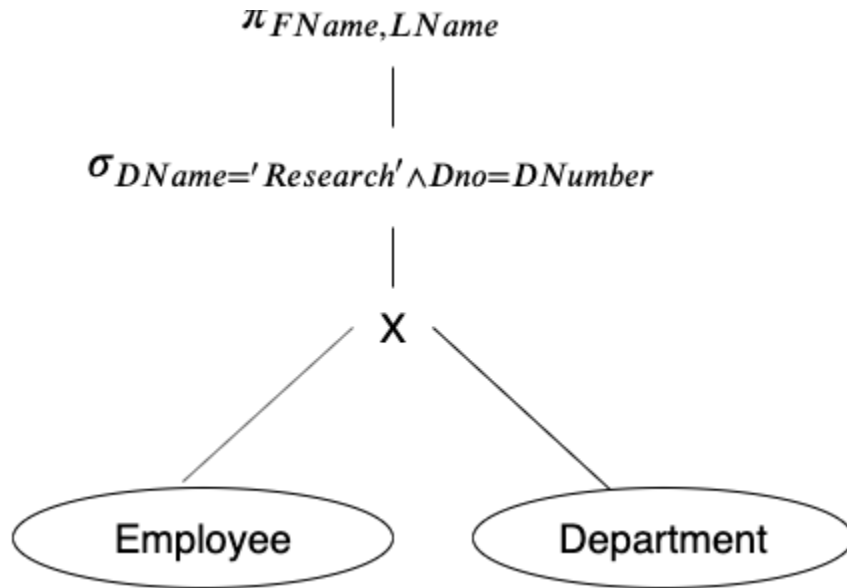 π FName,LName
σ DName='Research'∧Dno=DNumber
X
Employee Department